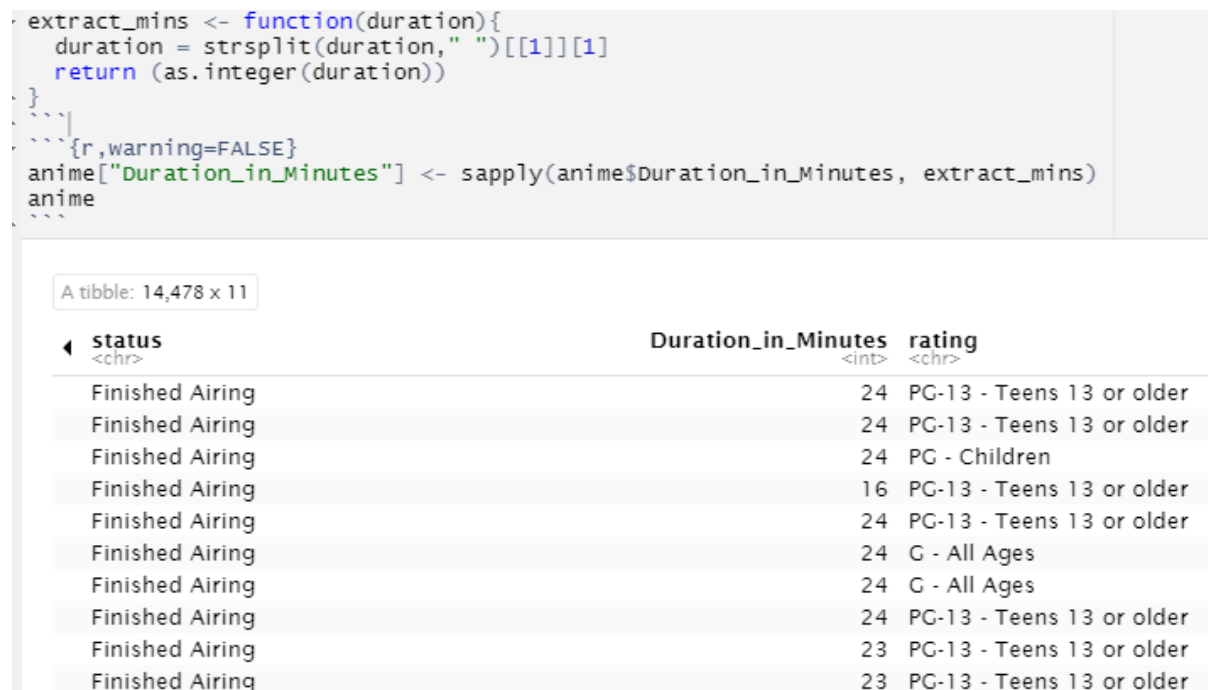 extract_mins <- function(duration){
  duration = strsplit(duration," ")[[1]][1]
  return (as.integer(duration))
}
```
```{r,warning=FALSE}
anime["Duration_in_Minutes"] <- sapply(anime$Duration_in_Minutes, extract_mins)
anime
```
A tibble: 14,478 x 11
status Duration_in_Minutes rating
<chr> <int> <chr>
Finished Airing 24 PG-13 - Teens 13 or older
Finished Airing 24 PG-13 - Teens 13 or older
Finished Airing 24 PG - Children
Finished Airing 16 PG-13 - Teens 13 or older
Finished Airing 24 PG-13 - Teens 13 or older
Finished Airing 24 G - All Ages
Finished Airing 24 G - All Ages
Finished Airing 24 PG-13 - Teens 13 or older
Finished Airing 23 PG-13 - Teens 13 or older
Finished Airing 23 PG-13 - Teens 13 or older